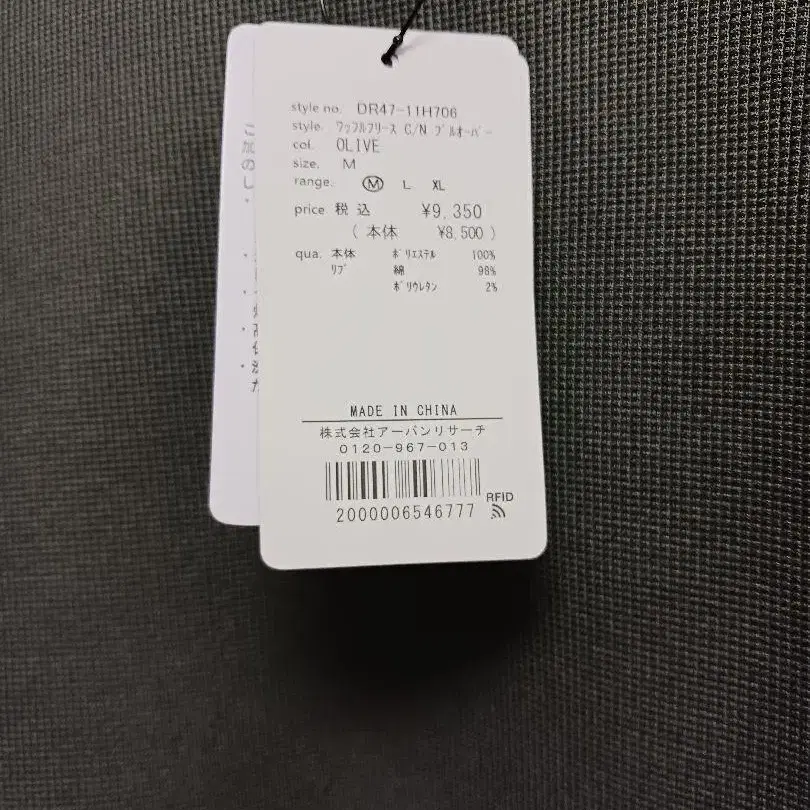 style no. DR47-11H706
style. ﾜｯﾌﾙﾌﾘｰｽ C/N ﾌﾟﾙｵｰﾊﾞｰ
col. OLIVE
size. M
range. Ⓜ L XL
price 税込 ¥9,350
( 本体 ¥8,500 )
qua. 本体 ﾎﾟﾘｴｽﾃﾙ 100%
ﾘﾌﾞ 綿 98%
ﾎﾟﾘｳﾚﾀﾝ 2%
MADE IN CHINA
株式会社アーバンリサーチ
0120-967-013
RFID
2000006546777